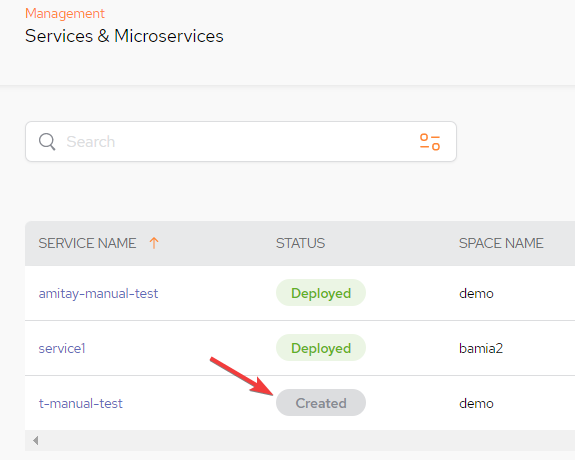 Management
Services & Microservices
Search
SERVICE NAME STATUS SPACE NAME
amitay-manual-test Deployed demo
service1 Deployed bamia2
t-manual-test Created demo